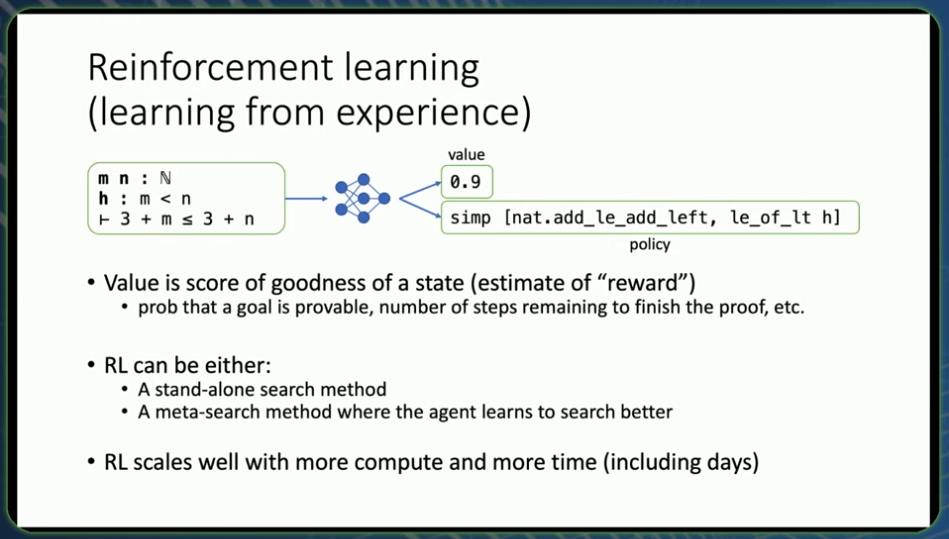 Reinforcement learning
(learning from experience)
value
m n : ℕ
h : m < n
⊢ 3 + m ≤ 3 + n
0.9
simp [nat.add_le_add_left, le_of_lt h]
policy
• Value is score of goodness of a state (estimate of “reward”)
• prob that a goal is provable, number of steps remaining to finish the proof, etc.
• RL can be either:
• A stand-alone search method
• A meta-search method where the agent learns to search better
• RL scales well with more compute and more time (including days)